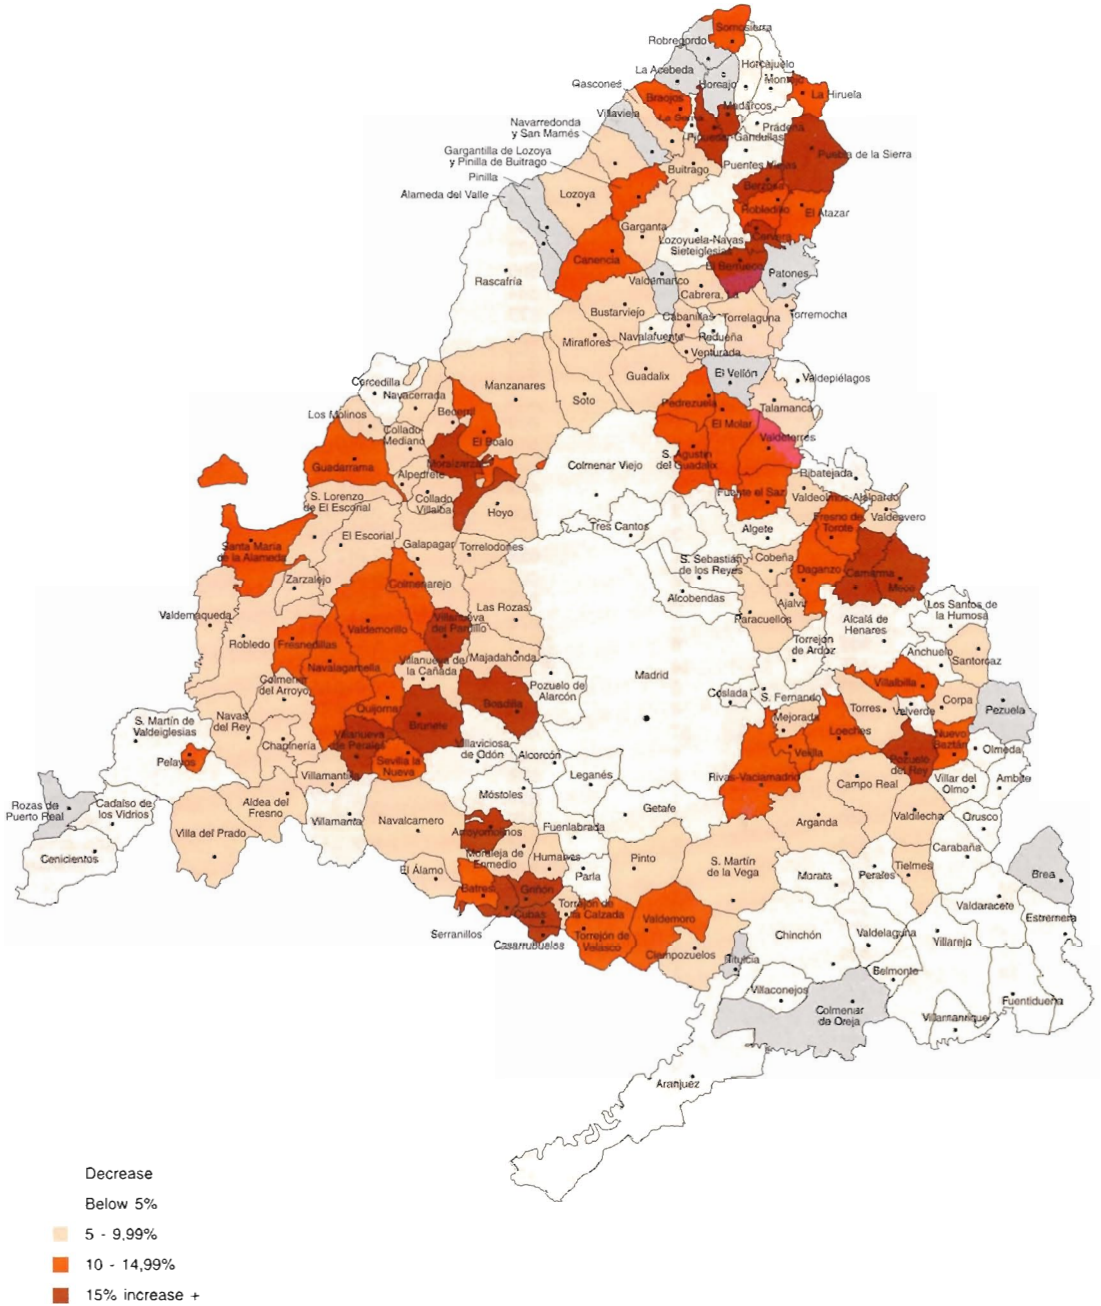 Somosierra
Robregordo
Horcajuelo
La Acebeda
Montejo
Horcajo
Gascones
La Hiruela
Braojos
Madarcos
Villavieja
La Serna
Prádena
Navarredonda
y San Mamés
Piñuecar-Gandullas
Gargantilla de Lozoya
y Pinilla de Buitrago
Puebla de la Sierra
Puentes Viejas
Buitrago
Pinilla
Berzosa
Alameda del Valle
Lozoya
Robledillo
El Atazar
Garganta
Cervera
Lozoyuela-Navas
Sieteiglesias
Canencia
El Berrueco
Patones
Rascafría
Valdemanco
Cabrera, La
Bustarviejo
Cabanillas
Torrelaguna
Torremocha
Navalafuente
Redueña
Miraflores
Venturada
Guadalix
El Vellón
Valdepiélagos
Cercedilla
Manzanares
Navacerrada
Soto
Pedrezuela
Talamanca
Los Molinos
Becerril
El Molar
Collado
Mediano
El Boalo
Valdetorres
Guadarrama
Moralzarzal
S. Agustín
del Guadalix
Colmenar Viejo
Alpedrete
Ribatejada
S. Lorenzo
de El Escorial
Collado
Villalba
Fuente el Saz
Valdeolmos-Alalpardo
Hoyo
Fresno de
Torote
Valdeavero
Tres Cantos
Algete
El Escorial
Galapagar
Torrelodones
Santa María
de la Alameda
S. Sebastián
de los Reyes
Cobeña
Zarzalejo
Colmenarejo
Daganzo
Camarma
Meco
Alcobendas
Ajalvir
Valdemaqueda
Las Rozas
Paracuellos
Los Santos de
la Humosa
Valdemorillo
Villanueva
del Pardillo
Alcalá de
Henares
Robledo
Fresnedillas
Torrejón
de Ardoz
Anchuelo
Santorcaz
Navalagamella
Villanueva de
la Cañada
Majadahonda
Madrid
Colmenar
del Arroyo
Pozuelo de
Alarcón
Villalbilla
Coslada
S. Fernando
Quijorna
Boadilla
Corpa
Torres
Valverde
Pezuela
S. Martín de
Valdeiglesias
Navas
del Rey
Brunete
Mejorada
Loeches
Nuevo
Baztán
Villanueva
de Perales
Chapinería
Villaviciosa
de Odón
Velilla
Olmeda
Pelayos
Sevilla la
Nueva
Alcorcón
Pozuelo
del Rey
Villamantilla
Leganés
Rivas-Vaciamadrid
Campo Real
Villar del
Olmo
Ambite
Móstoles
Rozas de
Puerto Real
Cadalso de
los Vidrios
Aldea del
Fresno
Getafe
Villamanta
Navalcarnero
Arganda
Valdilecha
Orusco
Villa del Prado
Arroyomolinos
Fuenlabrada
Carabaña
Cenicientos
Moraleja de
Enmedio
Humanes
Pinto
S. Martín
de la Vega
El Álamo
Parla
Morata
Perales
Tielmes
Brea
Batres
Griñón
Valdaracete
Cubas
Torrejón de
la Calzada
Valdemoro
Estremera
Serranillos
Casarrubuelos
Torrejón de
Velasco
Chinchón
Valdelaguna
Villarejo
Ciempozuelos
Titulcia
Belmonte
Villaconejos
Fuentidueña
Colmenar
de Oreja
Villamanrique
Aranjuez
Decrease
Below 5%
5 - 9,99%
10 - 14,99%
15% increase +